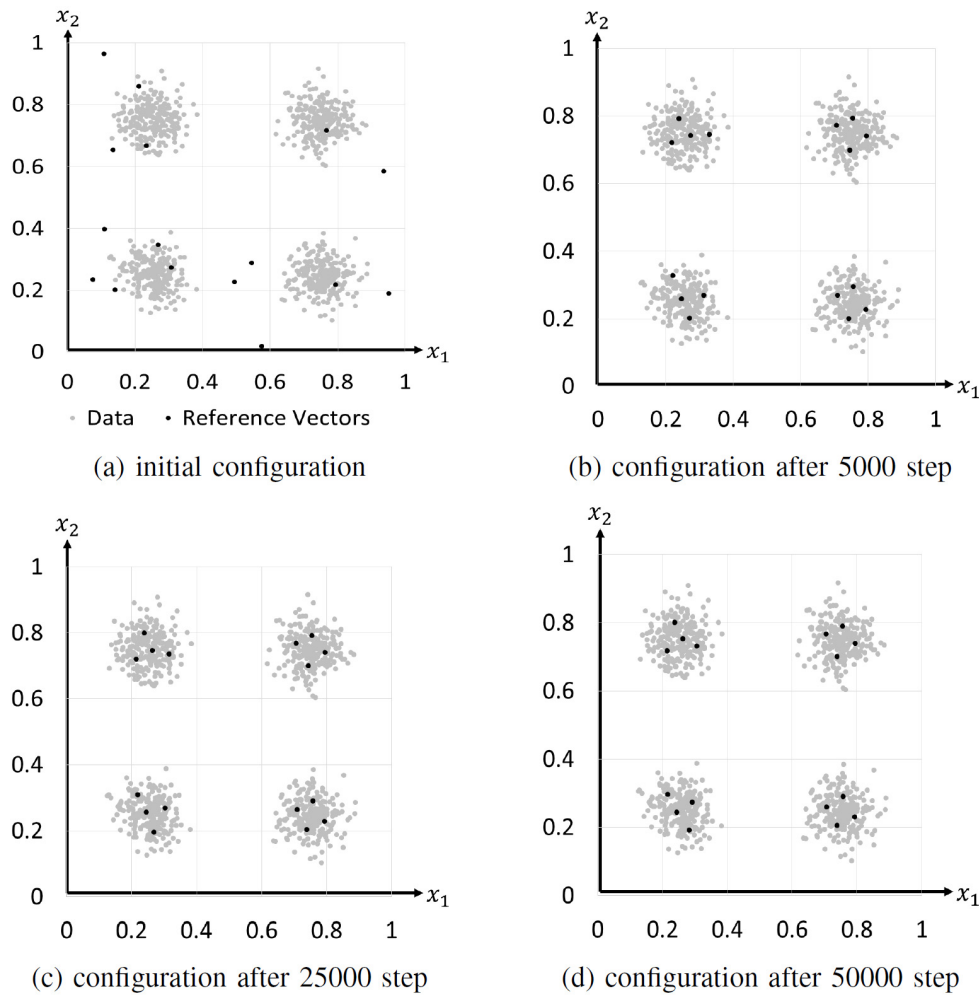 x₂
1
0.8
0.6
0.4
0.2
0
x₁
0 0.2 0.4 0.6 0.8 1
Data Reference Vectors
(a) initial configuration
x₂
1
0.8
0.6
0.4
0.2
0
x₁
0 0.2 0.4 0.6 0.8 1
(b) configuration after 5000 step
x₂
1
0.8
0.6
0.4
0.2
0
x₁
0 0.2 0.4 0.6 0.8 1
(c) configuration after 25000 step
x₂
1
0.8
0.6
0.4
0.2
0
x₁
0 0.2 0.4 0.6 0.8 1
(d) configuration after 50000 step